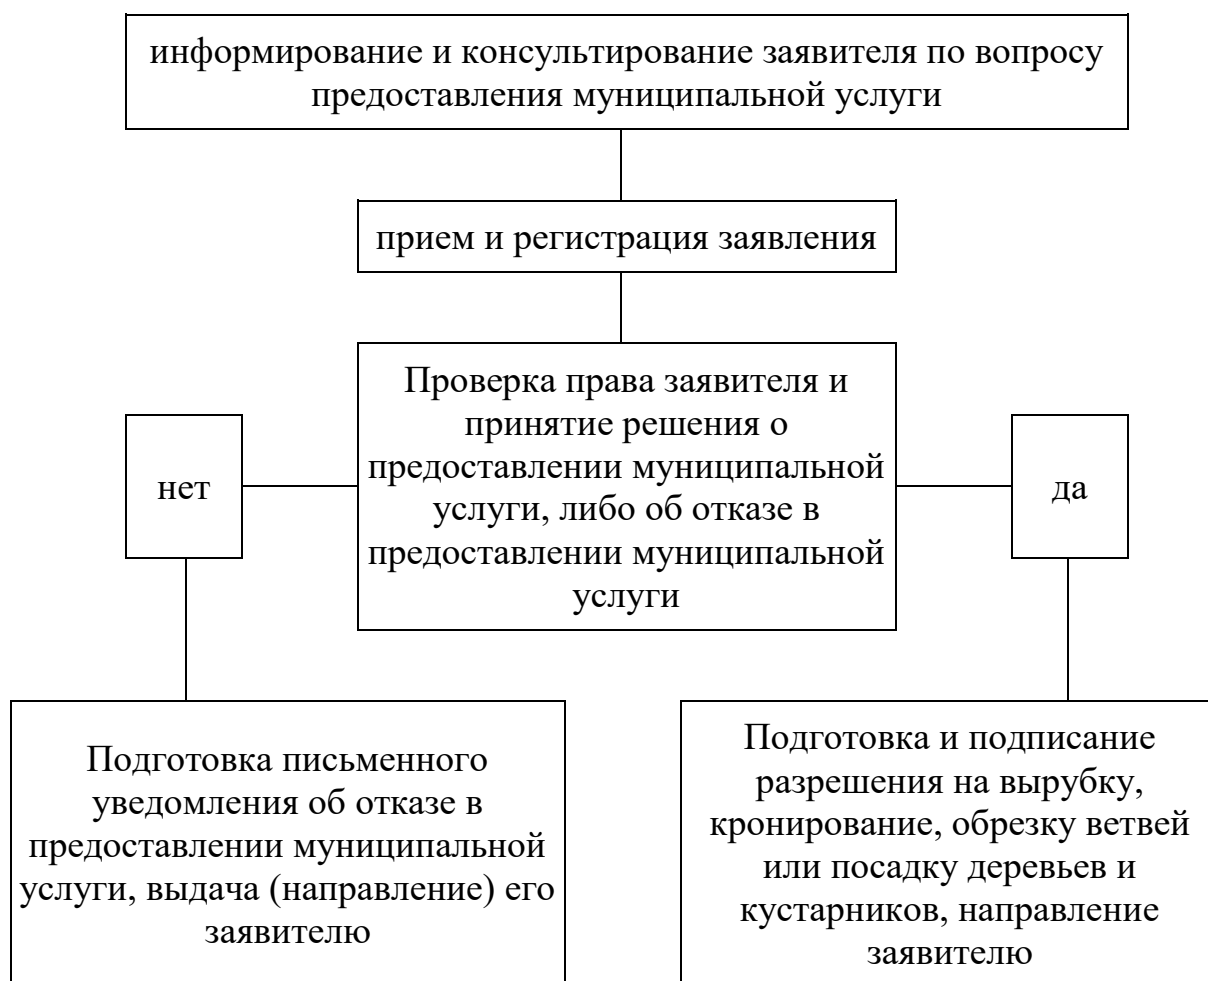 информирование и консультирование заявителя по вопросу
предоставления муниципальной услуги
прием и регистрация заявления
Проверка права заявителя и
принятие решения о
предоставлении муниципальной
услуги, либо об отказе в
предоставлении муниципальной
услуги
нет
да
Подготовка письменного
уведомления об отказе в
предоставлении муниципальной
услуги, выдача (направление) его
заявителю
Подготовка и подписание
разрешения на вырубку,
кронирование, обрезку ветвей
или посадку деревьев и
кустарников, направление
заявителю